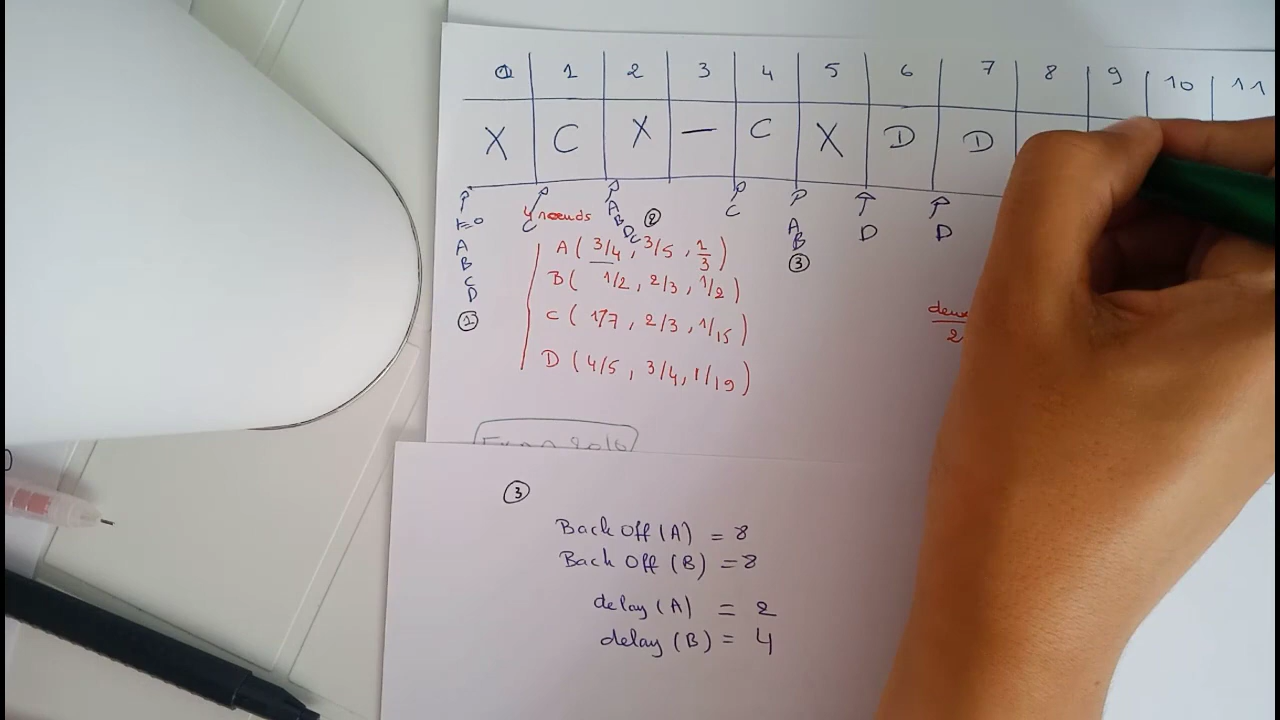 0 1 2 3 4 5 6 7 8 9 10 11
X C X — C X D D
t=0
A
B
C
D
①
C
4 nœuds
A
B
D
C
②
A ( 3/4 , 3/5 , 1/3 )
B ( 1/2 , 2/3 , 1/2 )
C ( 1/7 , 2/3 , 1/15 )
D ( 4/5 , 3/4 , 1/19 )
C
A
B
③
D
D
2
③
Back Off (A) = 8
Back Off (B) = 8
delay (A) = 2
delay (B) = 4